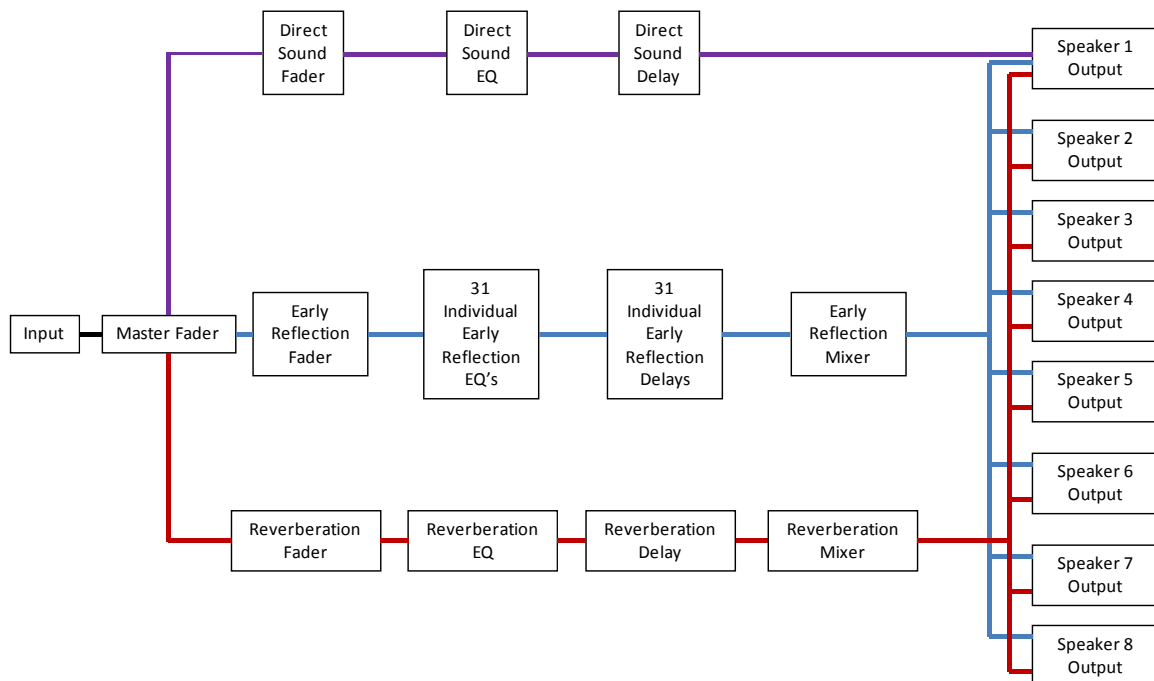 Direct
Sound
Fader
Direct
Sound
EQ
Direct
Sound
Delay
Speaker 1
Output
Speaker 2
Output
Speaker 3
Output
Speaker 4
Output
Speaker 5
Output
Speaker 6
Output
Speaker 7
Output
Speaker 8
Output
Input
Master Fader
Early
Reflection
Fader
31
Individual
Early
Reflection
EQ’s
31
Individual
Early
Reflection
Delays
Early
Reflection
Mixer
Reverberation
Fader
Reverberation
EQ
Reverberation
Delay
Reverberation
Mixer